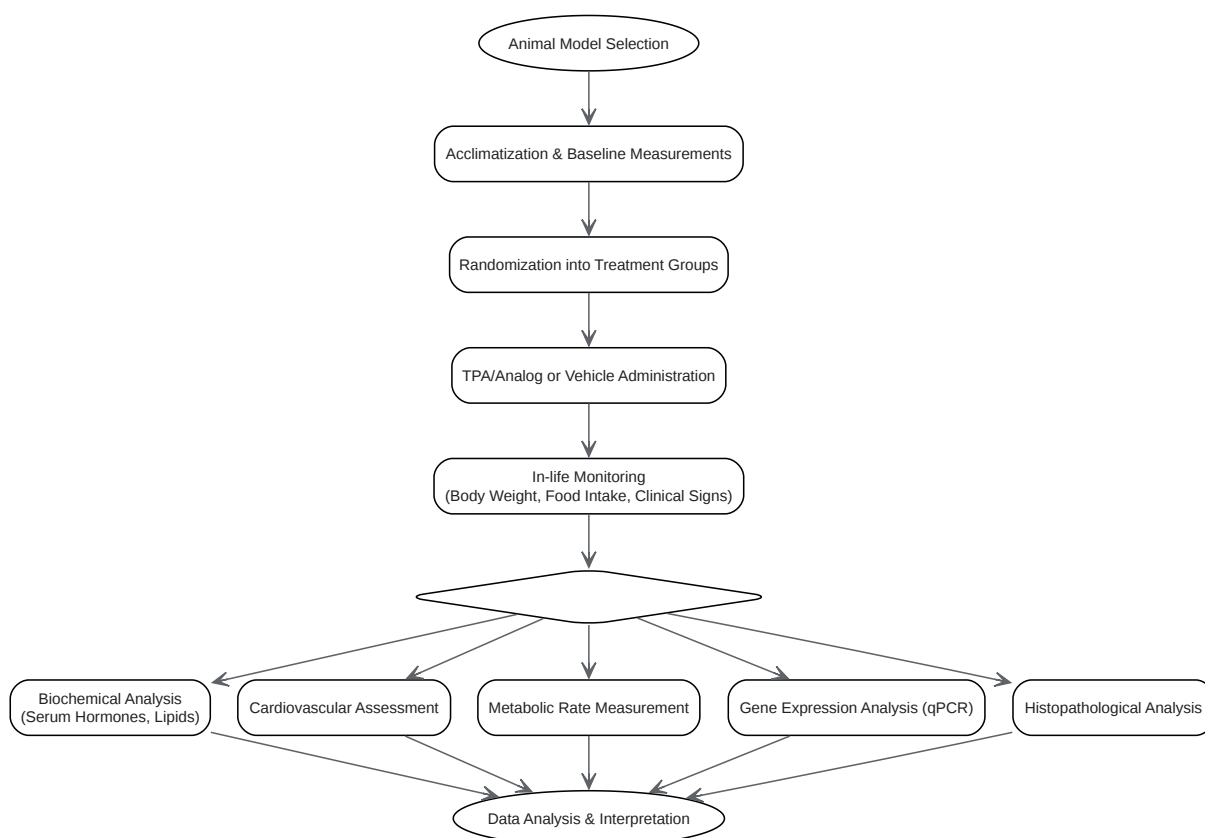 Animal Model Selection
Acclimatization & Baseline Measurements
Randomization into Treatment Groups
TPA/Analog or Vehicle Administration
In-life Monitoring
(Body Weight, Food Intake, Clinical Signs)
Biochemical Analysis
(Serum Hormones, Lipids)
Cardiovascular Assessment
Metabolic Rate Measurement
Gene Expression Analysis (qPCR)
Histopathological Analysis
Data Analysis & Interpretation